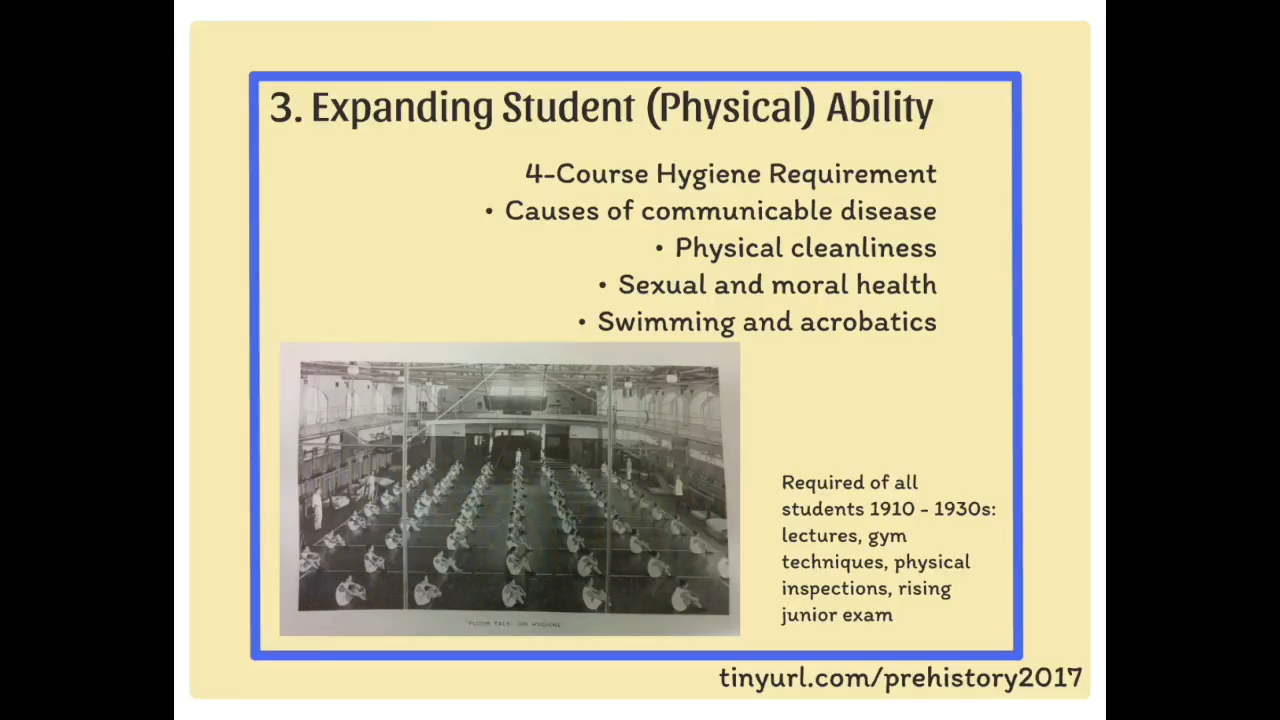 3. Expanding Student (Physical) Ability
4-Course Hygiene Requirement
• Causes of communicable disease
• Physical cleanliness
• Sexual and moral health
• Swimming and acrobatics
"FLOOR TALK" ON HYGIENE
Required of all
students 1910 - 1930s:
lectures, gym
techniques, physical
inspections, rising
junior exam
tinyurl.com/prehistory2017